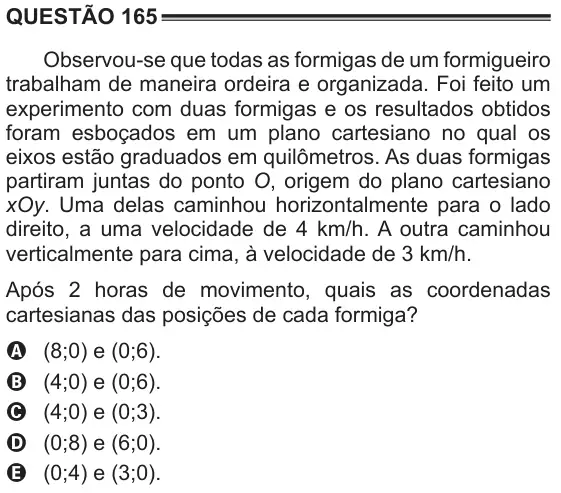 QUESTÃO 165
Observou-se que todas as formigas de um formigueiro
trabalham de maneira ordeira e organizada. Foi feito um
experimento com duas formigas e os resultados obtidos
foram esboçados em um plano cartesiano no qual os
eixos estão graduados em quilômetros. As duas formigas
partiram juntas do ponto O, origem do plano cartesiano
xOy. Uma delas caminhou horizontalmente para o lado
direito, a uma velocidade de 4 km/h. A outra caminhou
verticalmente para cima, à velocidade de 3 km/h.
Após 2 horas de movimento, quais as coordenadas
cartesianas das posições de cada formiga?
A (8;0) e (0;6).
B (4;0) e (0;6).
C (4;0) e (0;3).
D (0;8) e (6;0).
E (0;4) e (3;0).